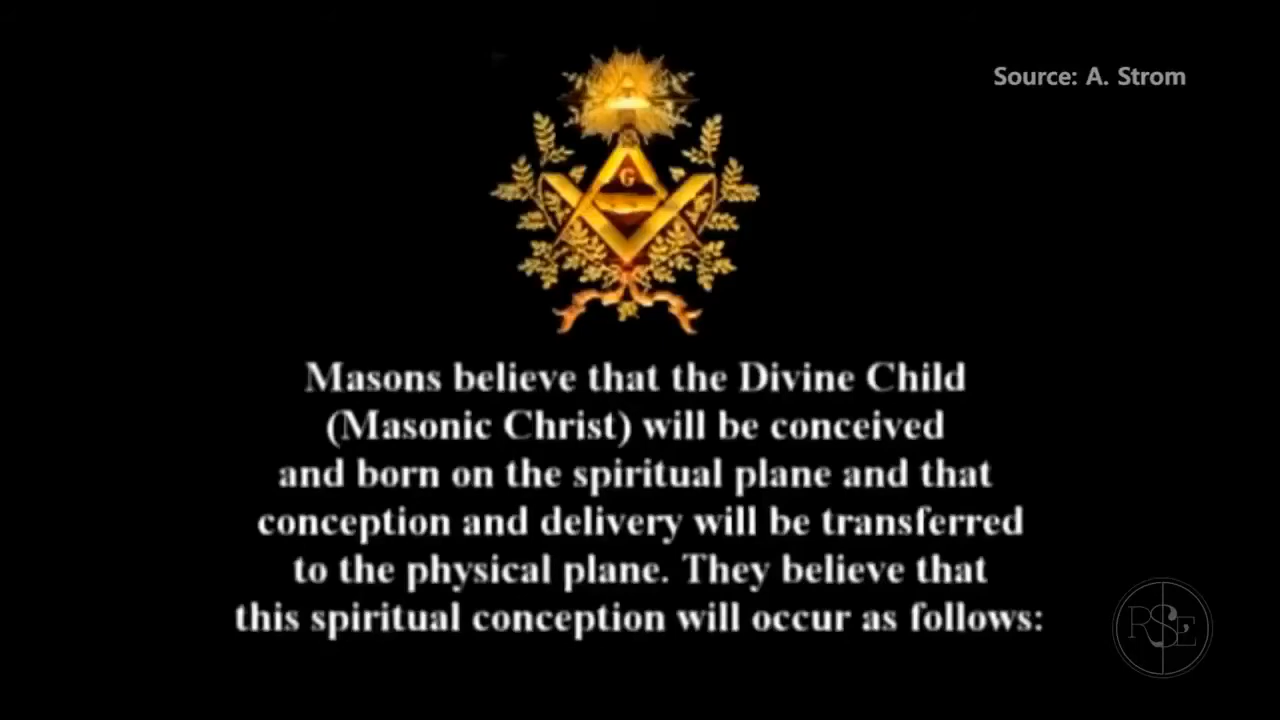 Source: A. Strom
G
Masons believe that the Divine Child
(Masonic Christ) will be conceived
and born on the spiritual plane and that
conception and delivery will be transferred
to the physical plane. They believe that
this spiritual conception will occur as follows:
RSE